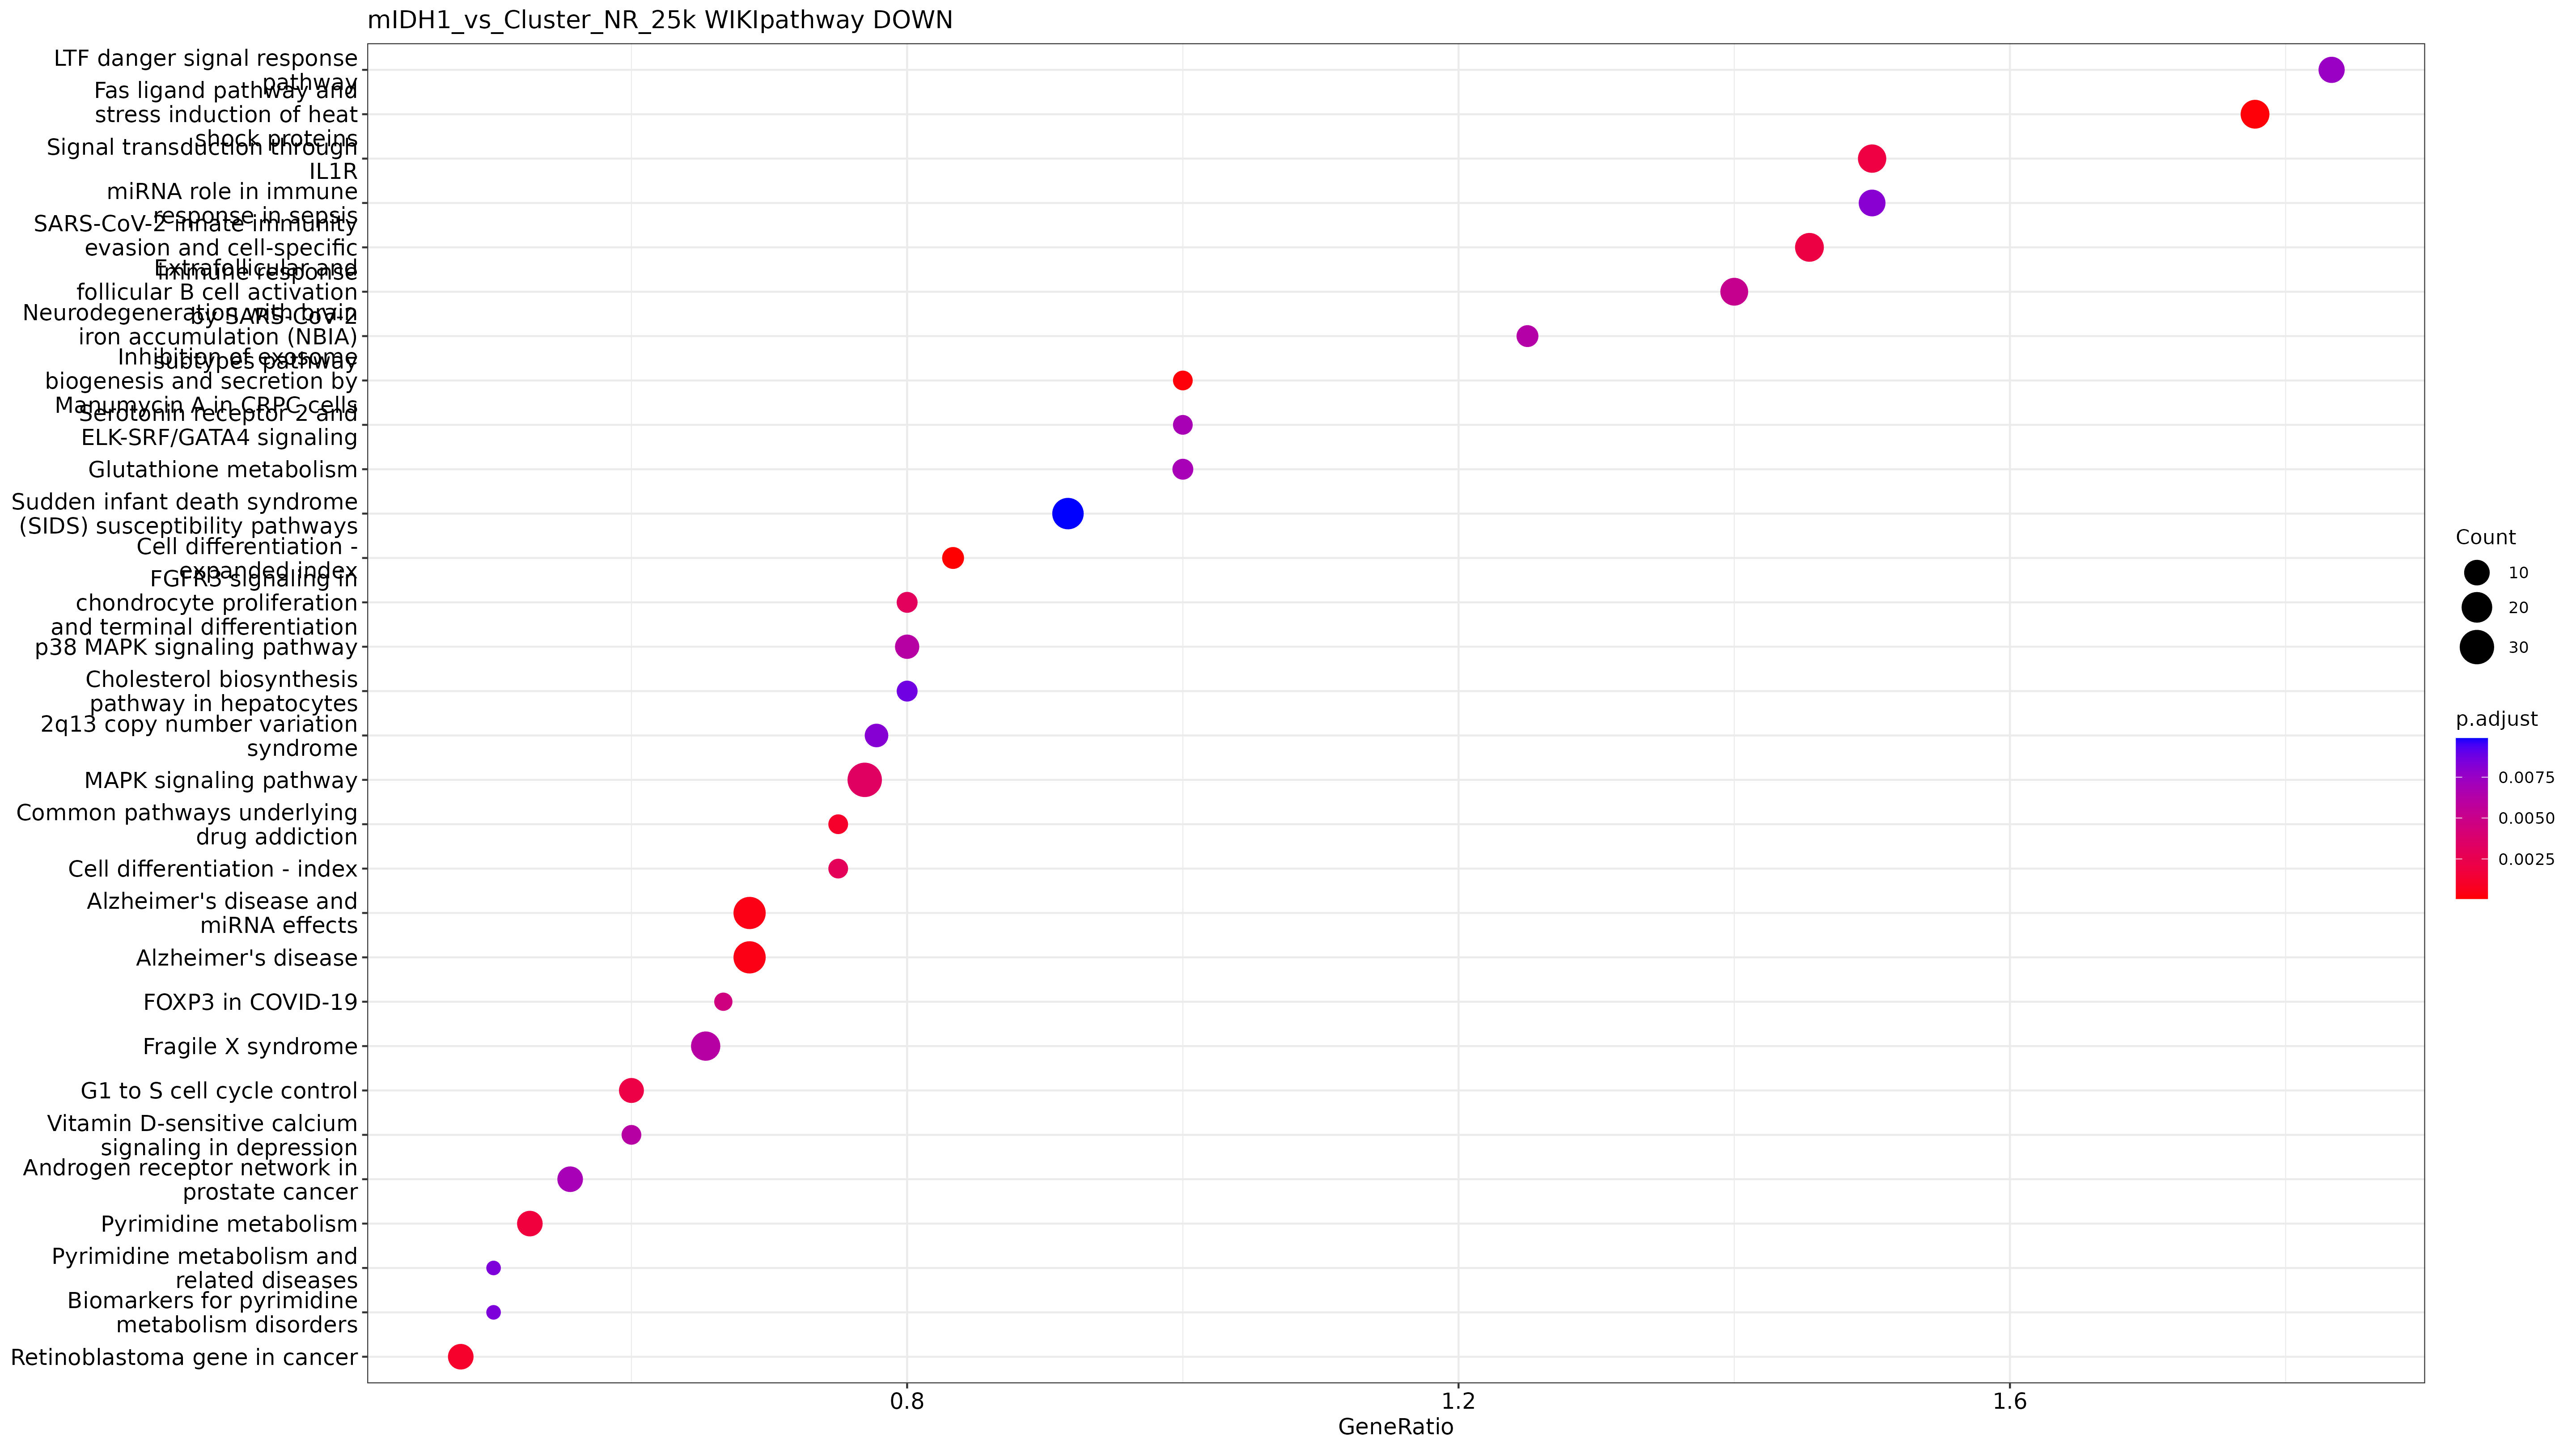 mIDH1_vs_Cluster_NR_25k WIKIpathway DOWN
LTF danger signal response
pathway
Fas ligand pathway and
stress induction of heat
shock proteins
Signal transduction through
IL1R
miRNA role in immune
response in sepsis
SARS-CoV-2 innate immunity
evasion and cell-specific
immune response
Extrafollicular and
follicular B cell activation
by SARS-CoV-2
Neurodegeneration with brain
iron accumulation (NBIA)
subtypes pathway
Inhibition of exosome
biogenesis and secretion by
Manumycin A in CRPC cells
Serotonin receptor 2 and
ELK-SRF/GATA4 signaling
Glutathione metabolism
Sudden infant death syndrome
(SIDS) susceptibility pathways
Cell differentiation -
expanded index
FGFR3 signaling in
chondrocyte proliferation
and terminal differentiation
p38 MAPK signaling pathway
Cholesterol biosynthesis
pathway in hepatocytes
2q13 copy number variation
syndrome
MAPK signaling pathway
Common pathways underlying
drug addiction
Cell differentiation - index
Alzheimer's disease and
miRNA effects
Alzheimer's disease
FOXP3 in COVID-19
Fragile X syndrome
G1 to S cell cycle control
Vitamin D-sensitive calcium
signaling in depression
Androgen receptor network in
prostate cancer
Pyrimidine metabolism
Pyrimidine metabolism and
related diseases
Biomarkers for pyrimidine
metabolism disorders
Retinoblastoma gene in cancer
0.8
1.2
1.6
GeneRatio
Count
10
20
30
p.adjust
0.0075
0.0050
0.0025